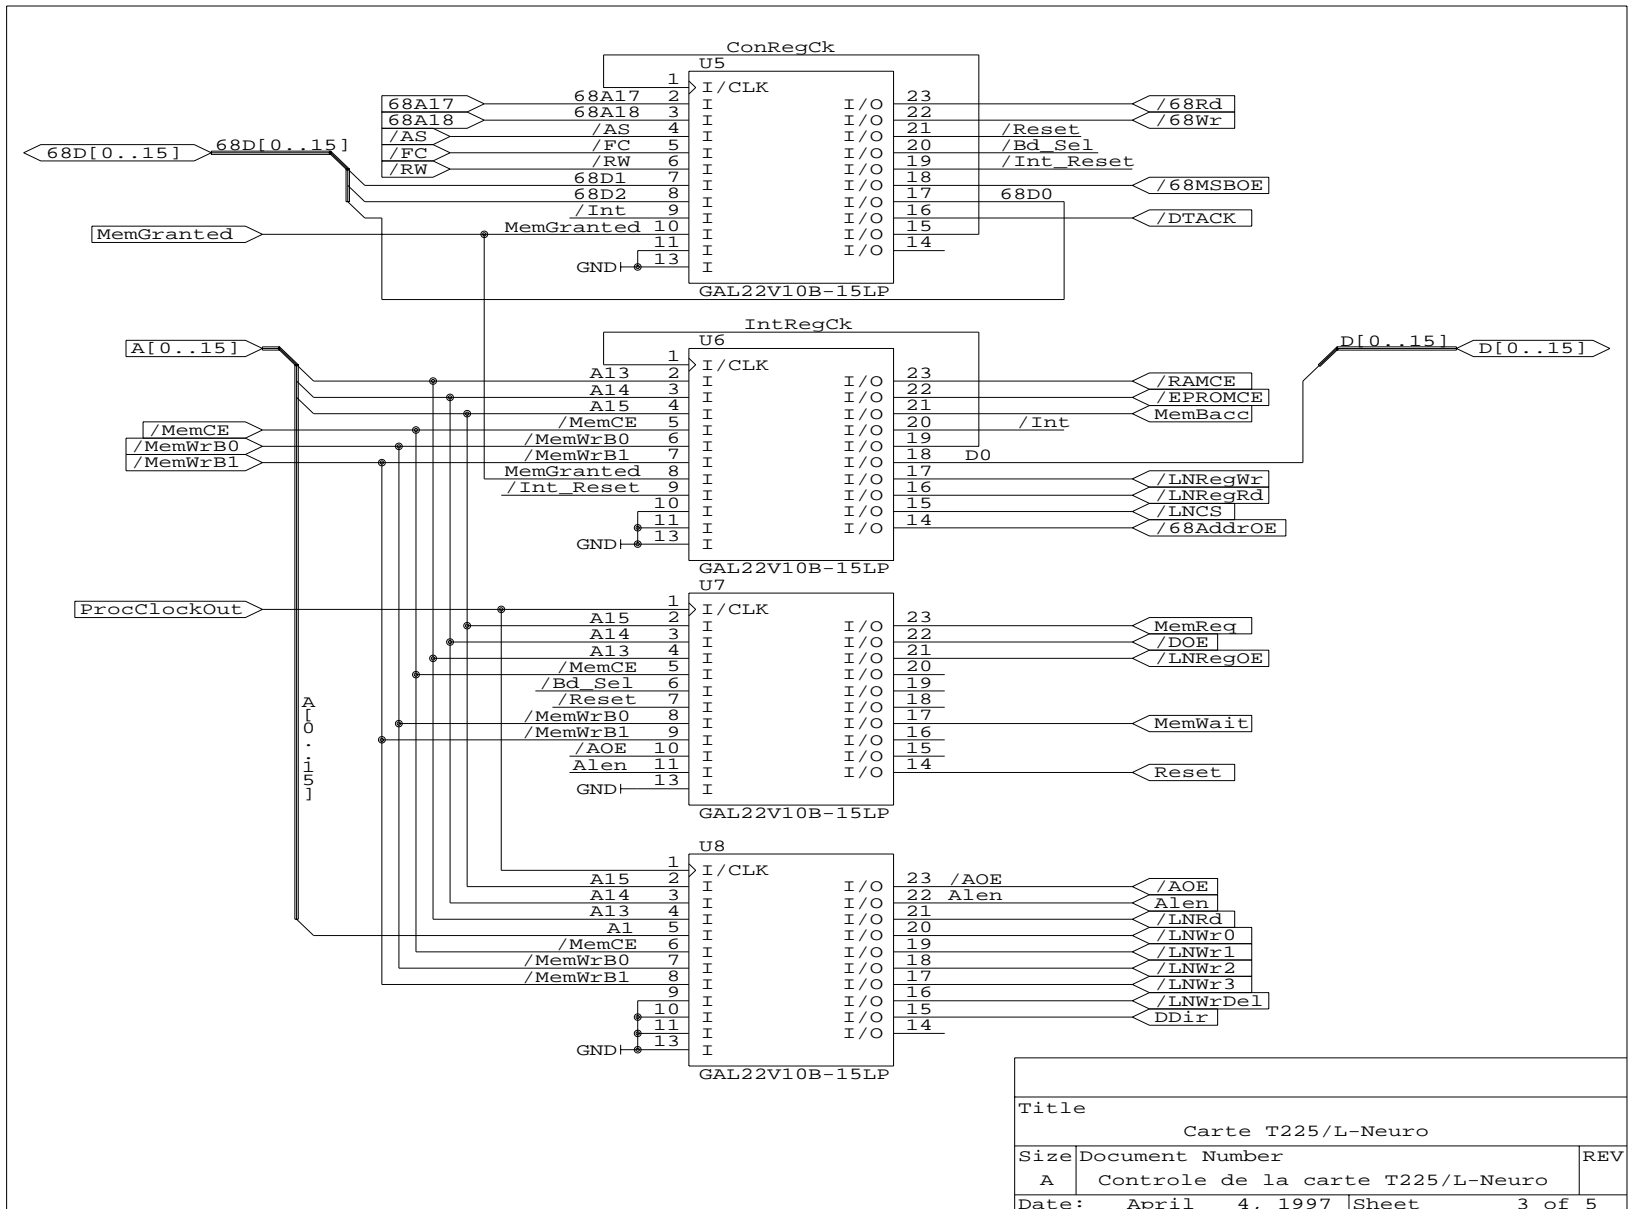 ConRegCk
U5
1 I/CLK
68A17 68A17 2 I I/O 23 /68Rd
68A18 68A18 3 I I/O 22 /68Wr
/AS /AS 4 I I/O 21 /Reset
/FC /FC 5 I I/O 20 /Bd_Sel
/RW /RW 6 I I/O 19 /Int_Reset
68D[0..15] 68D[0..15]
68D1 7 I I/O 18 /68MSBOE
68D2 8 I I/O 17 68D0
/Int 9 I I/O 16 /DTACK
MemGranted MemGranted 10 I I/O 15
11 I I/O 14
GND 13 I
GAL22V10B-15LP
IntRegCk
U6
A[0..15] D[0..15] D[0..15]
1 I/CLK
A13 2 I I/O 23 /RAMCE
A14 3 I I/O 22 /EPROMCE
A15 4 I I/O 21 MemBacc
/MemCE /MemCE 5 I I/O 20 /Int
/MemWrB0 /MemWrB0 6 I I/O 19
/MemWrB1 /MemWrB1 7 I I/O 18 D0
MemGranted 8 I I/O 17 /LNRegWr
/Int_Reset 9 I I/O 16 /LNRegRd
10 I I/O 15 /LNCS
11 I I/O 14 /68AddrOE
GND 13 I
GAL22V10B-15LP
U7
ProcClockOut 1 I/CLK
A15 2 I I/O 23 MemReq
A14 3 I I/O 22 /DOE
A13 4 I I/O 21 /LNRegOE
/MemCE 5 I I/O 20
/Bd_Sel 6 I I/O 19
/Reset 7 I I/O 18
/MemWrB0 8 I I/O 17 MemWait
/MemWrB1 9 I I/O 16
/AOE 10 I I/O 15
Alen 11 I I/O 14 Reset
GND 13 I
A[0..15]
GAL22V10B-15LP
U8
1 I/CLK
A15 2 I I/O 23 /AOE /AOE
A14 3 I I/O 22 Alen Alen
A13 4 I I/O 21 /LNRd
A1 5 I I/O 20 /LNWr0
/MemCE 6 I I/O 19 /LNWr1
/MemWrB0 7 I I/O 18 /LNWr2
/MemWrB1 8 I I/O 17 /LNWr3
9 I I/O 16 /LNWrDel
10 I I/O 15 DDir
11 I I/O 14
GND 13 I
GAL22V10B-15LP
Title
Carte T225/L-Neuro
Size Document Number REV
A Controle de la carte T225/L-Neuro
Date: April 4, 1997 Sheet 3 of 5